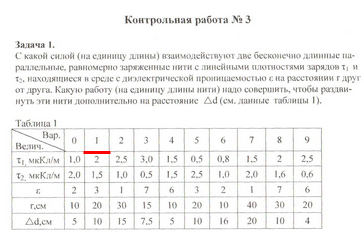 Контрольная работа № 3
Задача 1.
С какой силой (на единицу длины) взаимодействуют две бесконечно длинные па-
раллельные, равномерно заряженные нити с линейными плотностями зарядов τ₁ и
τ₂, находящиеся в среде с диэлектрической проницаемостью ε на расстоянии r друг
от друга. Какую работу (на единицу длины нити) надо совершить, чтобы раздви-
нуть эти нити дополнительно на расстояние △d (см. данные таблицы 1).
Таблица 1
Вар. Велич. 0 1 2 3 4 5 6 7 8 9
τ₁, мкКл/м 1,0 2 2,5 3,0 1,5 0,5 0,8 1,5 2 2,5
τ₂, мкКл/м 2,0 1,5 1,0 0,5 1,5 2,5 1,0 2,0 1,6 0,6
ε 2 3 1 6 3 2 1 7 6
r,см 10 20 30 15 10 20 10 40 30 20
△d,см 5 10 15 7,5 5 10 16 20 10 4